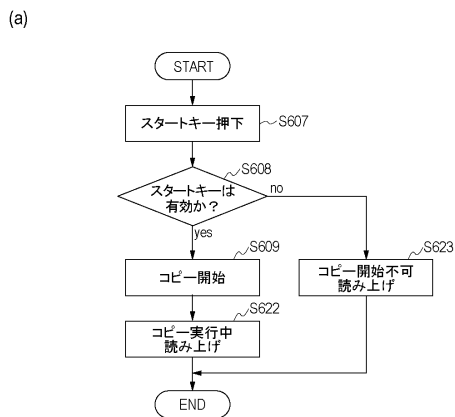 (a)
START
スタートキー押下
S607
S608
スタートキーは
有効か?
no
yes
S609
コピー開始
S623
コピー開始不可
読み上げ
S622
コピー実行中
読み上げ
END